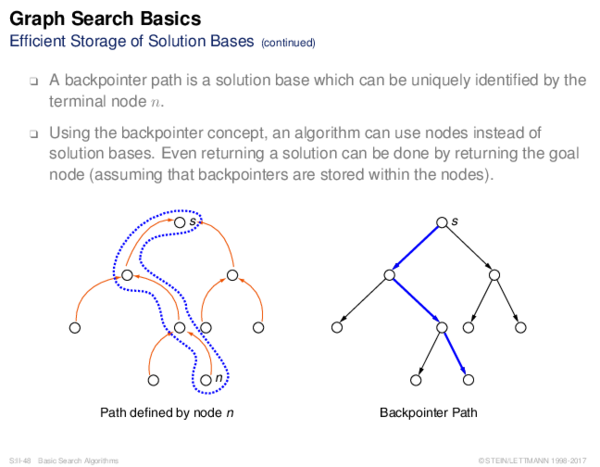 Graph Search Basics
Efficient Storage of Solution Bases (continued)
❑ A backpointer path is a solution base which can be uniquely identified by the
terminal node n.
❑ Using the backpointer concept, an algorithm can use nodes instead of
solution bases. Even returning a solution can be done by returning the goal
node (assuming that backpointers are stored within the nodes).
s
s
n
Path defined by node n
Backpointer Path
S:II-48 Basic Search Algorithms
©STEIN/LETTMANN 1998-2017